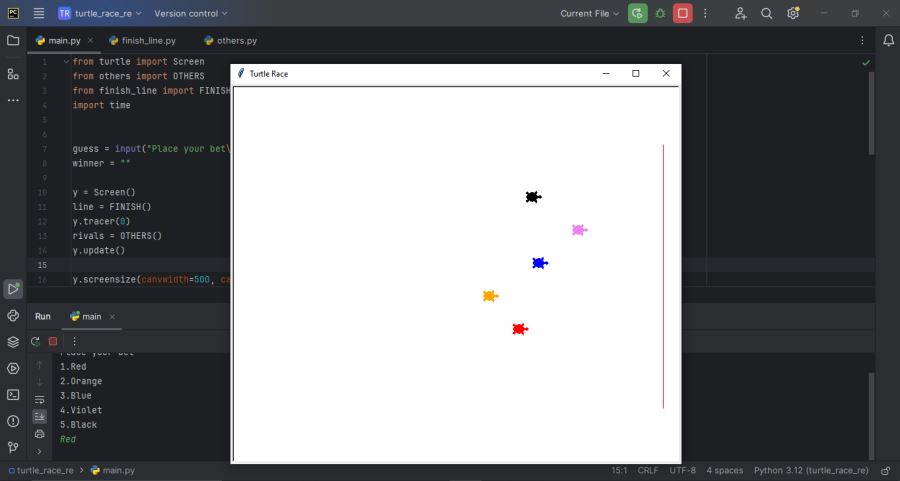 PC TR turtle_race_re Version control Current File
main.py finish_line.py others.py
1 from turtle import Screen
2 from others import OTHERS
3 from finish_line import FINISH
4 import time
5
6
7 guess = input("Place your bet\
8 winner = ""
9
10 y = Screen()
11 line = FINISH()
12 y.tracer(0)
13 rivals = OTHERS()
14 y.update()
15
16 y.screensize(canvwidth=500, ca
Turtle Race
Run main
Place your bet
1.Red
2.Orange
3.Blue
4.Violet
5.Black
Red
turtle_race_re > main.py 15:1 CRLF UTF-8 4 spaces Python 3.12 (turtle_race_re)